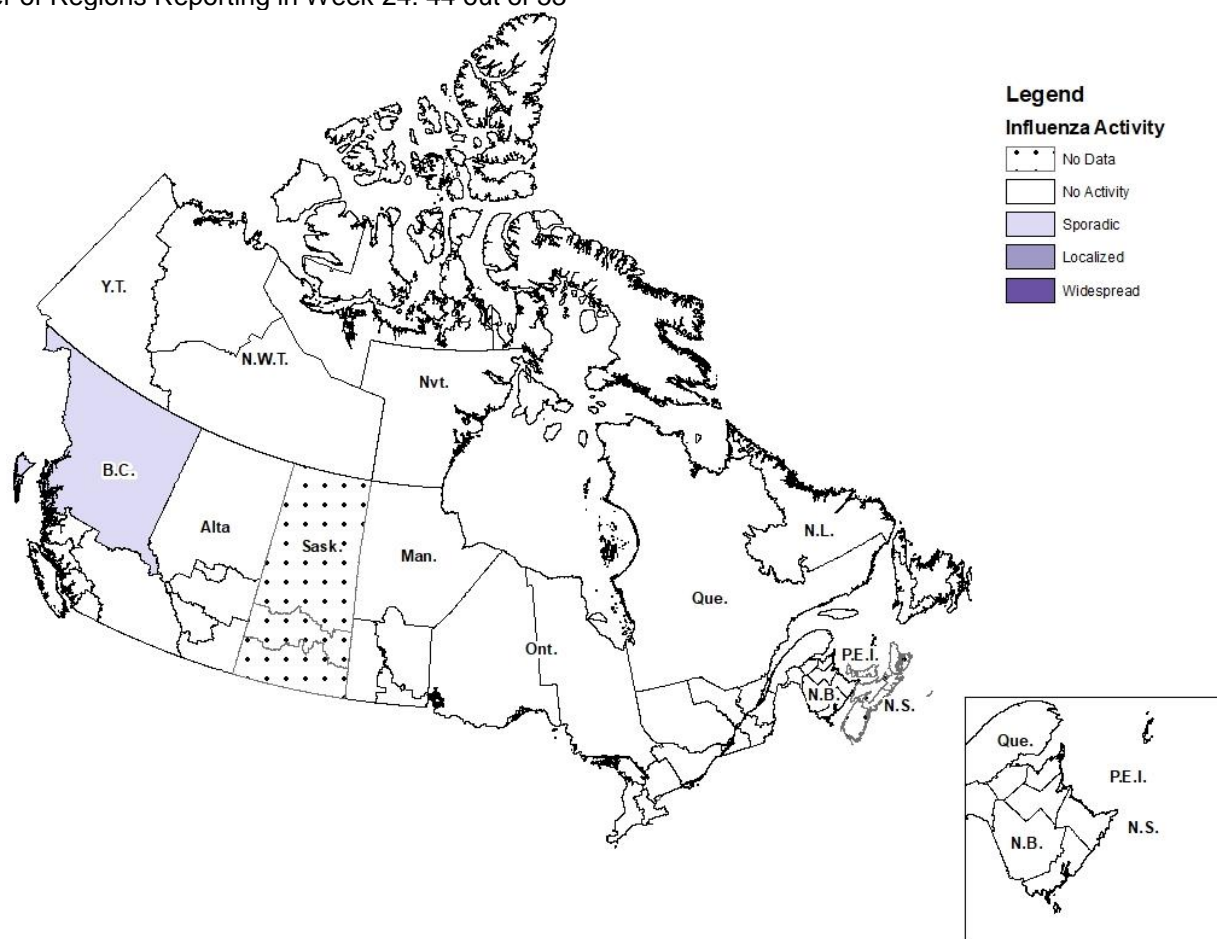 er of Regions Reporting in Week 24: 44 out of 53
Legend
Influenza Activity
No Data
No Activity
Sporadic
Localized
Widespread
Y.T.
N.W.T.
Nvt.
B.C.
Alta
Sask.
Man.
N.L.
Que.
Ont.
P.E.I.
N.B.
N.S.
Que.
P.E.I.
N.S.
N.B.